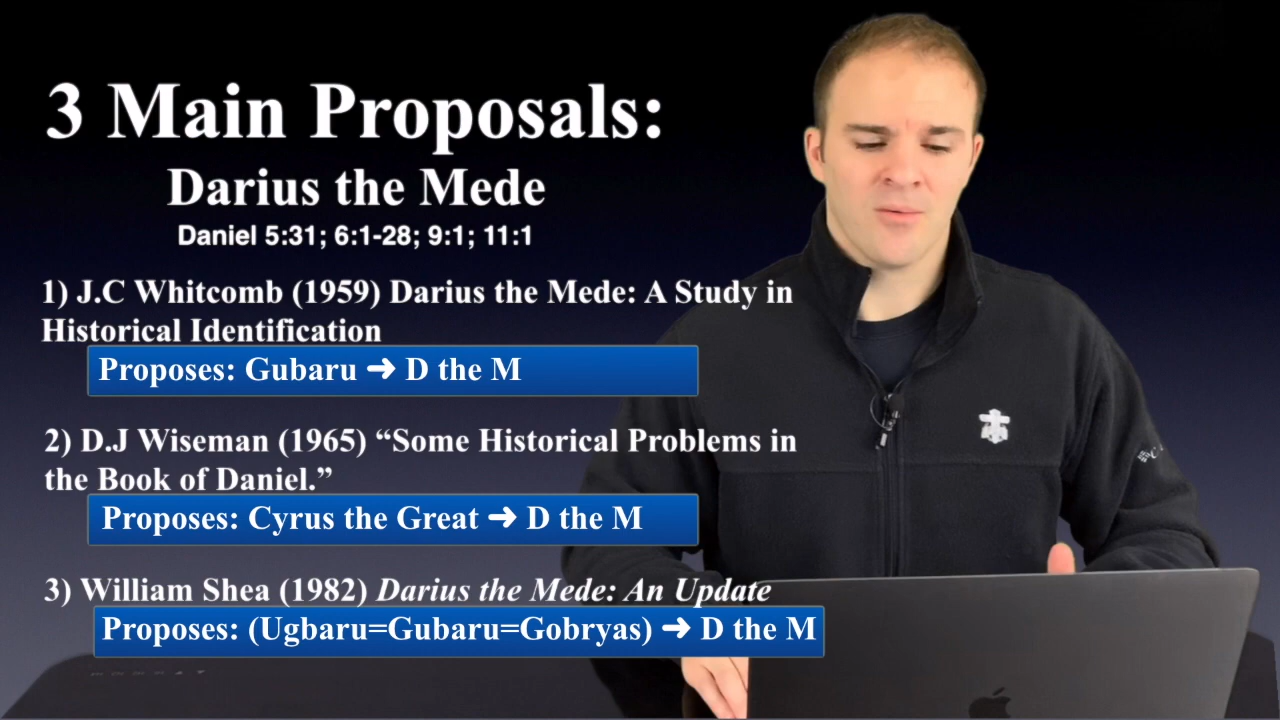 3 Main Proposals:
Darius the Mede
Daniel 5:31; 6:1-28; 9:1; 11:1
1) J.C Whitcomb (1959) Darius the Mede: A Study in
Historical Identification
Proposes: Gubaru ➜ D the M
2) D.J Wiseman (1965) “Some Historical Problems in
the Book of Daniel.”
Proposes: Cyrus the Great ➜ D the M
3) William Shea (1982) Darius the Mede: An Update
Proposes: (Ugbaru=Gubaru=Gobryas) ➜ D the M